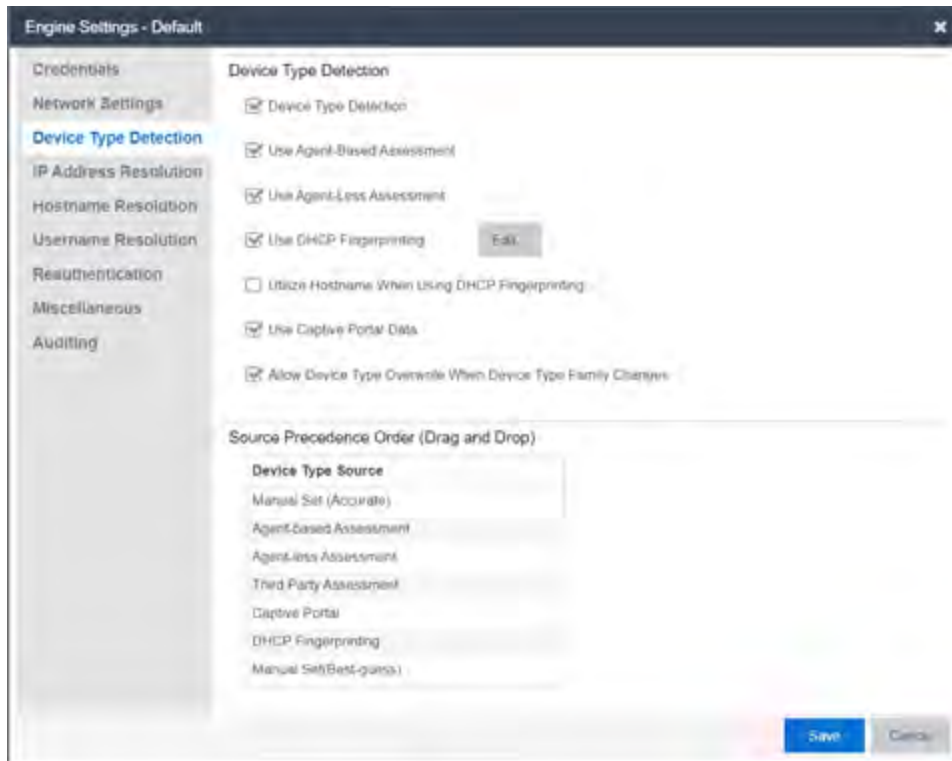 Engine Settings - Default
Credentials
Network Settings
Device Type Detection
IP Address Resolution
Hostname Resolution
Username Resolution
Reauthentication
Miscellaneous
Auditing
Device Type Detection
Device Type Detection
Use Agent-Based Assessment
Use Agent-Less Assessment
Use DHCP Fingerprinting
Edit...
Utilize Hostname When Using DHCP Fingerprinting
Use Captive Portal Data
Allow Device Type Overwrite When Device Type Family Changes
Source Precedence Order (Drag and Drop)
Device Type Source
Manual Set (Accurate)
Agent-based Assessment
Agent-less Assessment
Third Party Assessment
Captive Portal
DHCP Fingerprinting
Manual Set(Best-guess)
Save
Cancel